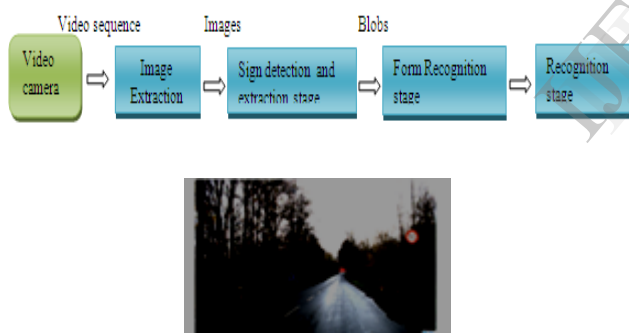 Video sequence
Images
Blobs
Video
camera
Image
Extraction
Sign detection and
extraction stage
Form Recognition
stage
Recognition
stage